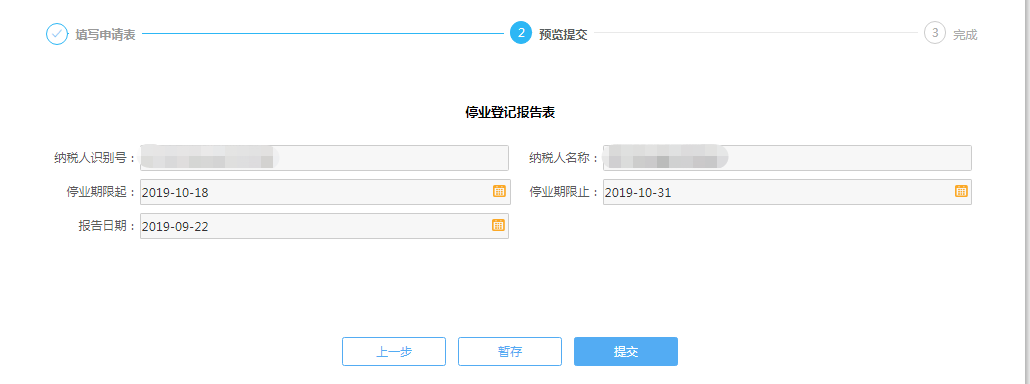 填写申请表 2 预览提交 3 完成
停业登记报告表
纳税人识别号： 纳税人名称：
停业期限起： 2019-10-18 停业期限止： 2019-10-31
报告日期： 2019-09-22
上一步 暂存 提交